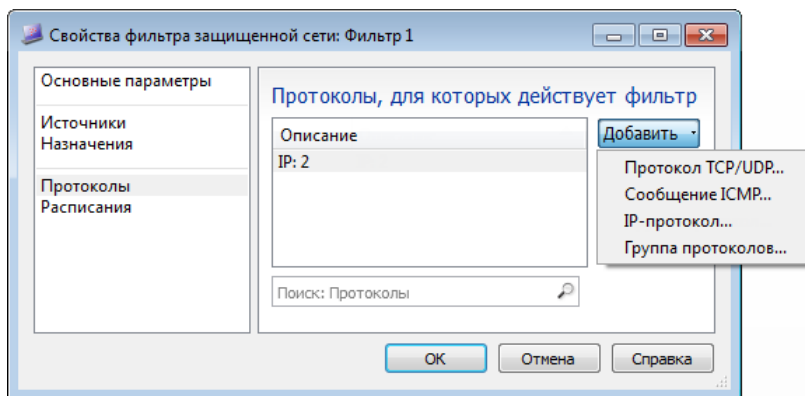 Свойства фильтра защищенной сети: Фильтр 1
Основные параметры
Источники
Назначения
Протоколы
Расписания
Протоколы, для которых действует фильтр
Описание
IP: 2
Добавить
Протокол TCP/UDP...
Сообщение ICMP...
IP-протокол...
Группа протоколов...
Поиск: Протоколы
ОК
Отмена
Справка